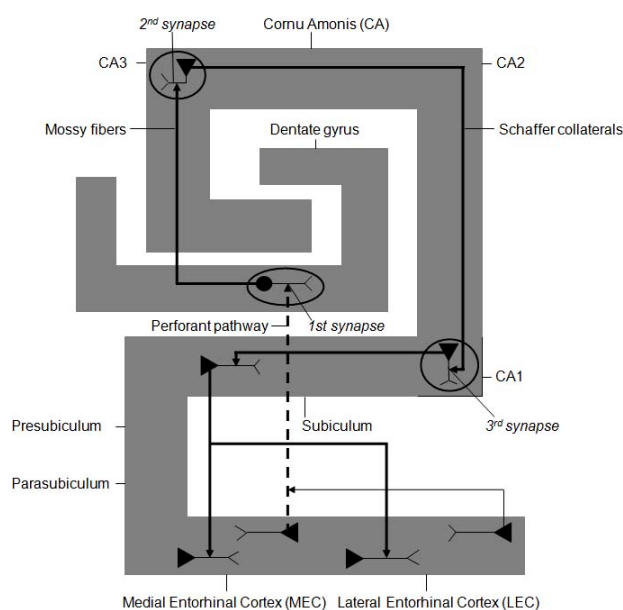 2nd synapse
Cornu Amonis (CA)
CA3
CA2
Mossy fibers
Dentate gyrus
Schaffer collaterals
Perforant pathway
1st synapse
CA1
Presubiculum
Subiculum
3rd synapse
Parasubiculum
Medial Entorhinal Cortex (MEC)
Lateral Entorhinal Cortex (LEC)